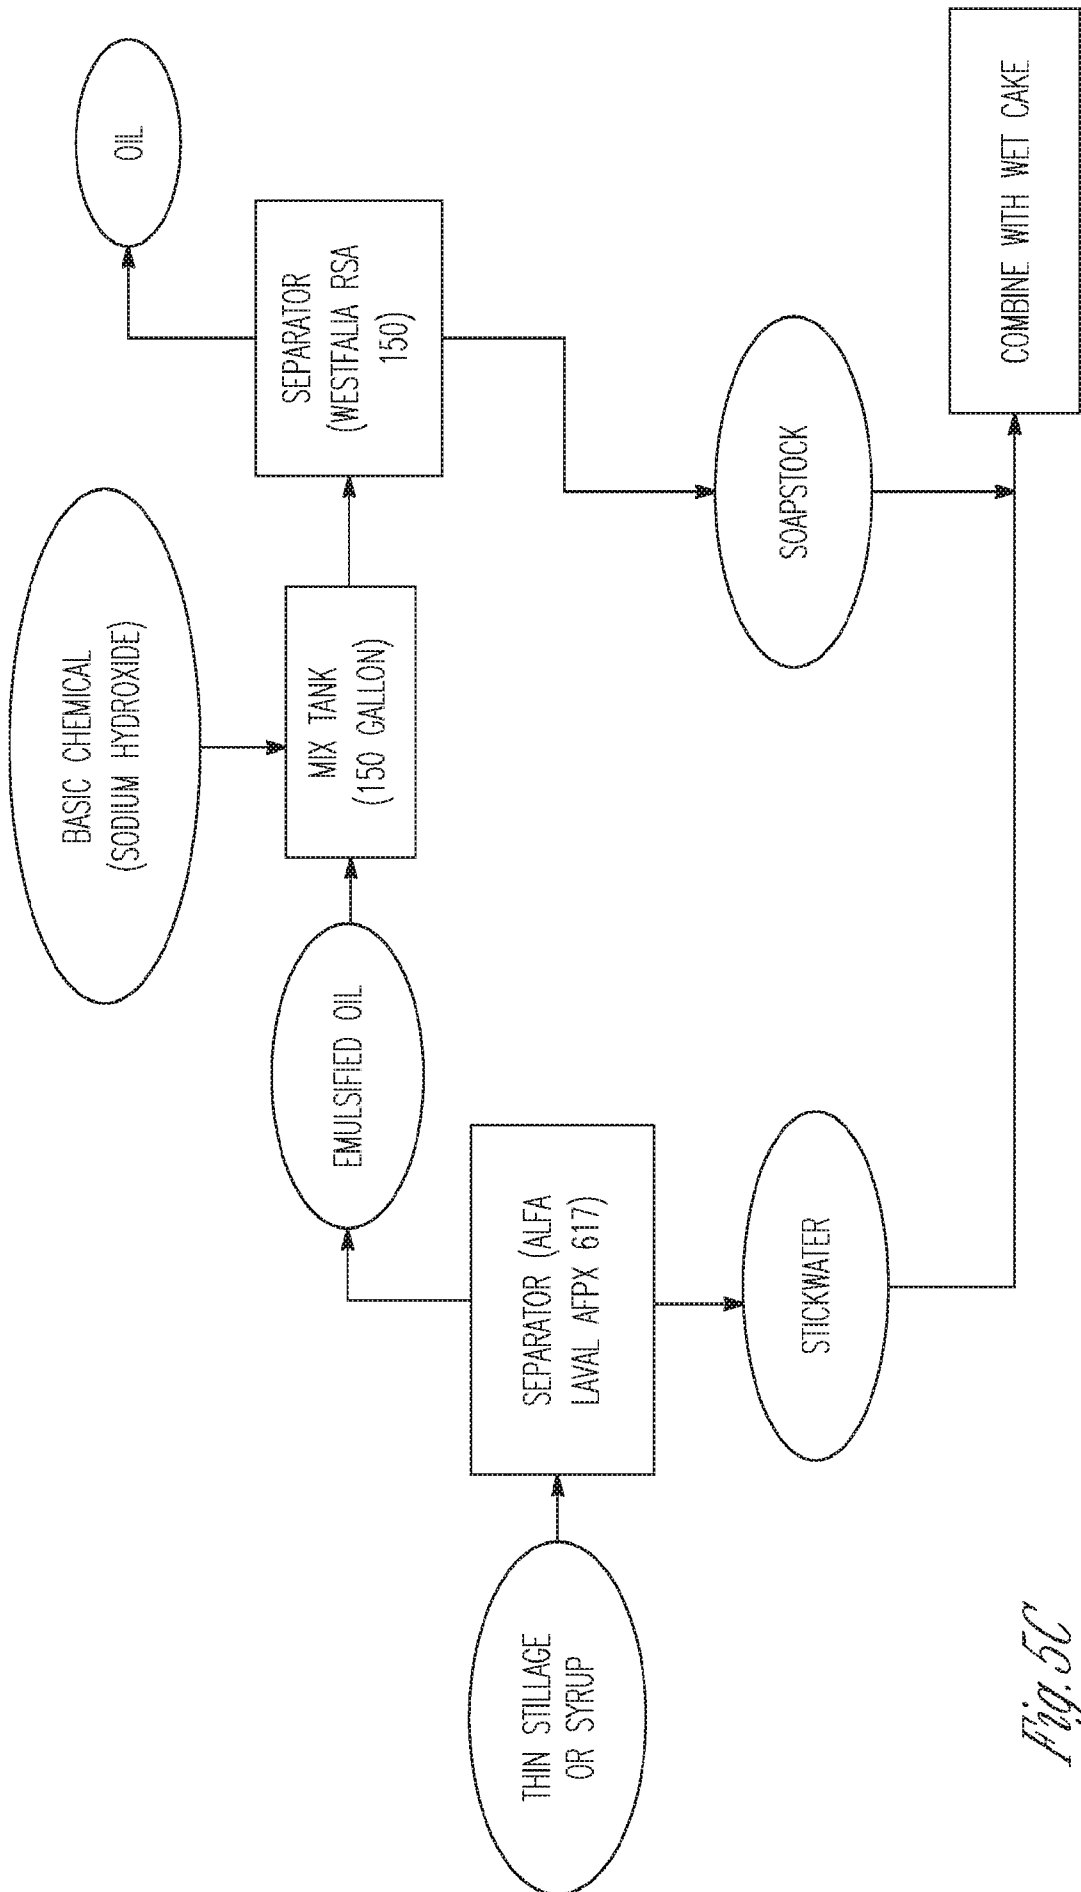 THIN STILLAGE
OR SYRUP
SEPARATOR (ALFA
LAVAL AFPX 617)
STICKWATER
EMULSIFIED OIL
BASIC CHEMICAL
(SODIUM HYDROXIDE)
MIX TANK
(150 GALLON)
SEPARATOR
(WESTFALIA RSA
150)
OIL
SOAPSTOCK
COMBINE WITH WET CAKE
Fig. 5C